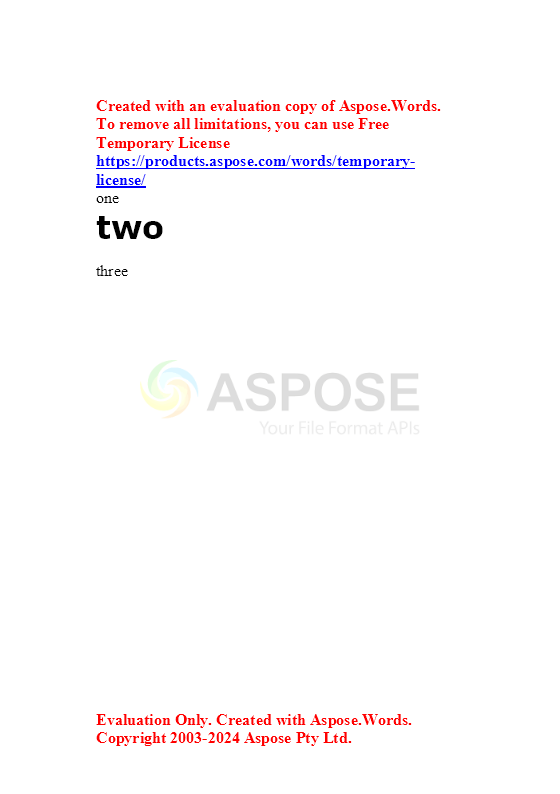 Created with an evaluation copy of Aspose.Words.
To remove all limitations, you can use Free
Temporary License
https://products.aspose.com/words/temporary-
license/
one
two
three
ASPOSE
Your File Format APIs
Evaluation Only. Created with Aspose.Words.
Copyright 2003-2024 Aspose Pty Ltd.